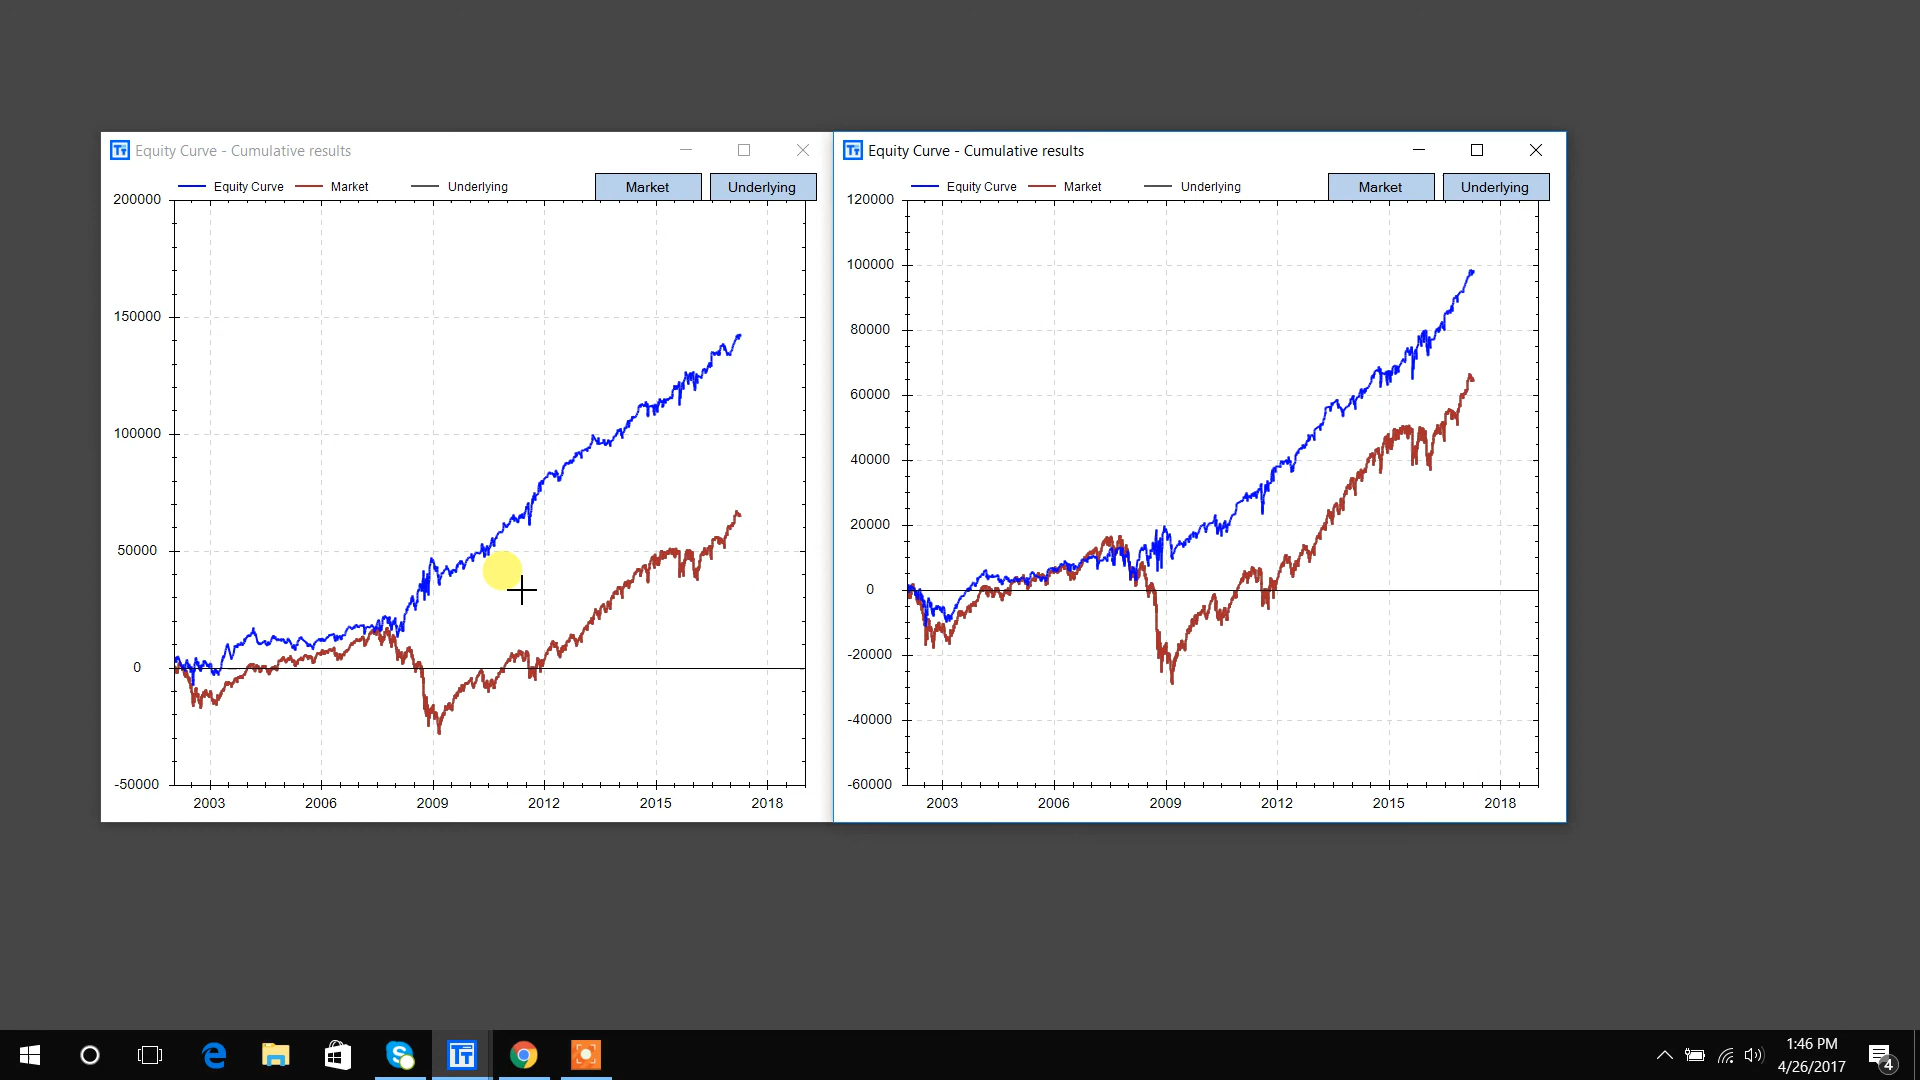 Equity Curve - Cumulative results
Equity Curve Market Underlying Market Underlying
200000
150000
100000
50000
0
-50000
2003 2006 2009 2012 2015 2018
Equity Curve - Cumulative results
Equity Curve Market Underlying Market Underlying
120000
100000
80000
60000
40000
20000
0
-20000
-40000
-60000
2003 2006 2009 2012 2015 2018
1:46 PM
4/26/2017
4